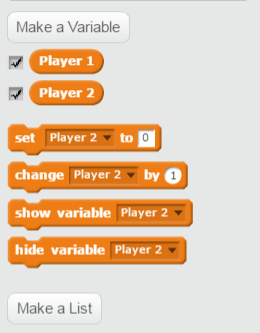 Make a Variable
Player 1
Player 2
set Player 2 to 0
change Player 2 by 1
show variable Player 2
hide variable Player 2
Make a List